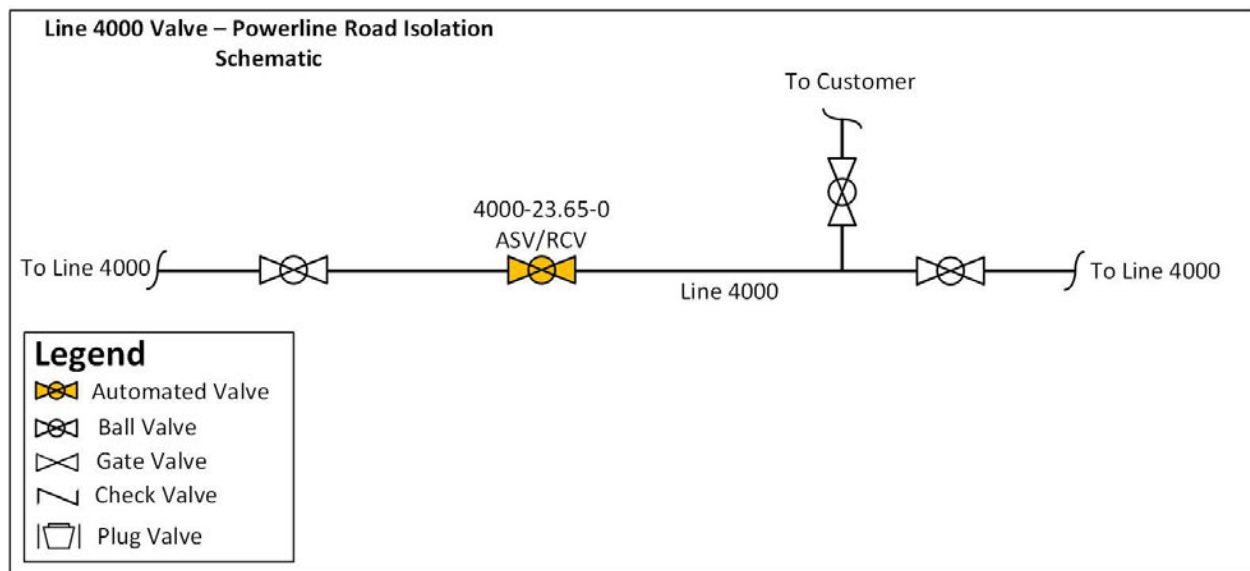 Line 4000 Valve – Powerline Road Isolation
Schematic
To Customer
4000-23.65-0
ASV/RCV
To Line 4000
Line 4000
To Line 4000
Legend
Automated Valve
Ball Valve
Gate Valve
Check Valve
Plug Valve